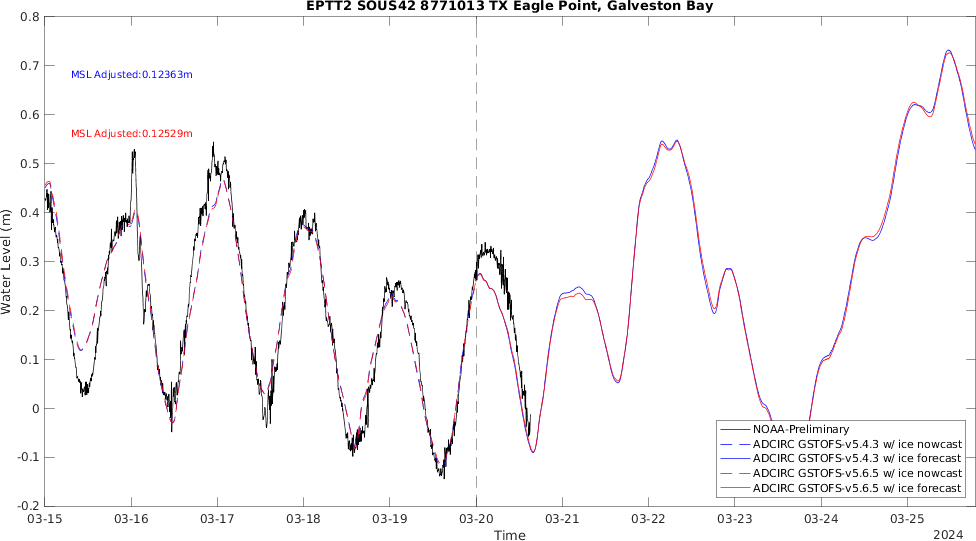 EPTT2 SOUS42 8771013 TX Eagle Point, Galveston Bay
0.8
0.7
MSL Adjusted:0.12363m
0.6
MSL Adjusted:0.12529m
0.5
0.4
0.3
0.2
0.1
0
-0.1
-0.2
Water Level (m)
NOAA-Preliminary
ADCIRC GSTOFS-v5.4.3 w/ ice nowcast
ADCIRC GSTOFS-v5.4.3 w/ ice forecast
ADCIRC GSTOFS-v5.6.5 w/ ice nowcast
ADCIRC GSTOFS-v5.6.5 w/ ice forecast
03-15 03-16 03-17 03-18 03-19 03-20 03-21 03-22 03-23 03-24 03-25
Time
2024